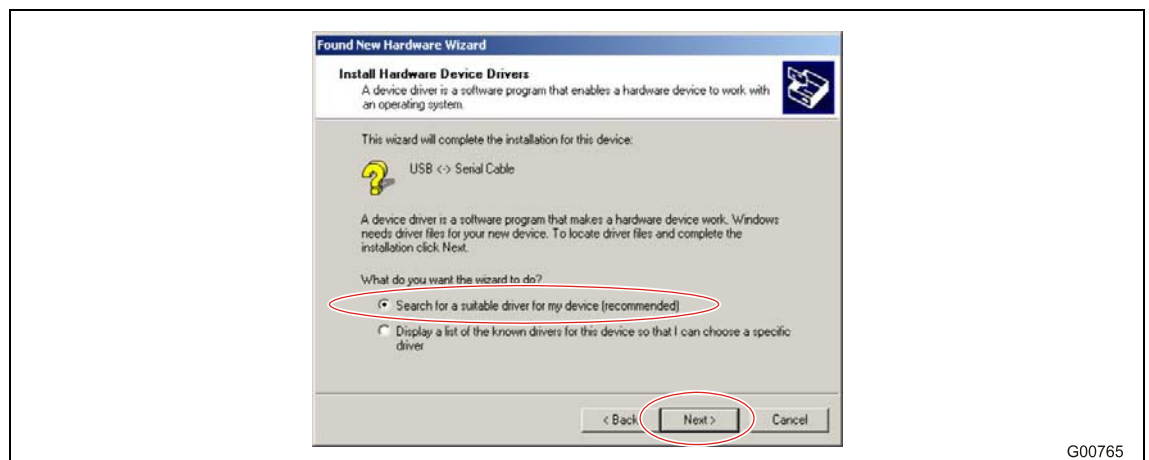 Found New Hardware Wizard
Install Hardware Device Drivers
A device driver is a software program that enables a hardware device to work with
an operating system.
This wizard will complete the installation for this device:
USB <-> Serial Cable
A device driver is a software program that makes a hardware device work. Windows
needs driver files for your new device. To locate driver files and complete the
installation click Next.
What do you want the wizard to do?
Search for a suitable driver for my device (recommended)
Display a list of the known drivers for this device so that I can choose a specific
driver
< Back Next > Cancel
G00765